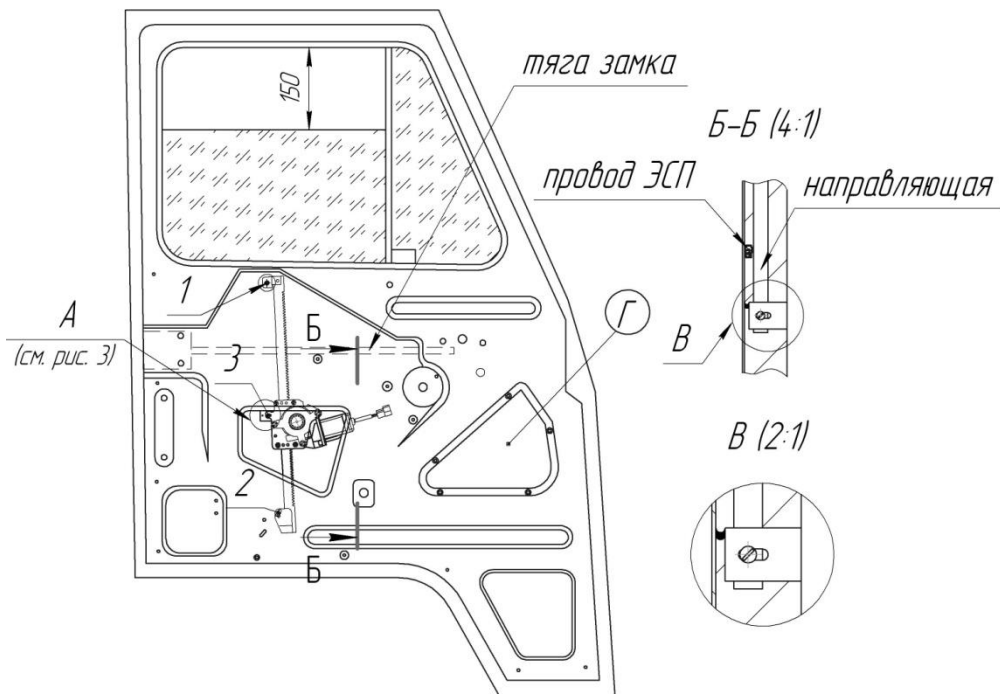 тяга замка
150
Б-Б (4:1)
провод ЭСП
направляющая
1
А
(см. рис. 3)
Б
Г
В
3
В (2:1)
2
Б